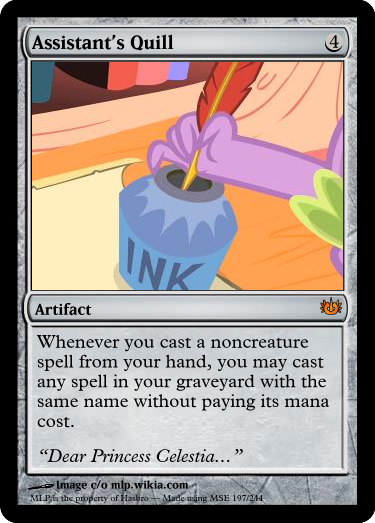 Assistant's Quill 4
INK
Artifact
Whenever you cast a noncreature
spell from your hand, you may cast
any spell in your graveyard with the
same name without paying its mana
cost.
“Dear Princess Celestia…”
Image c/o mlp.wikia.com
MLP is the property of Hasbro — Made using MSE 197/244